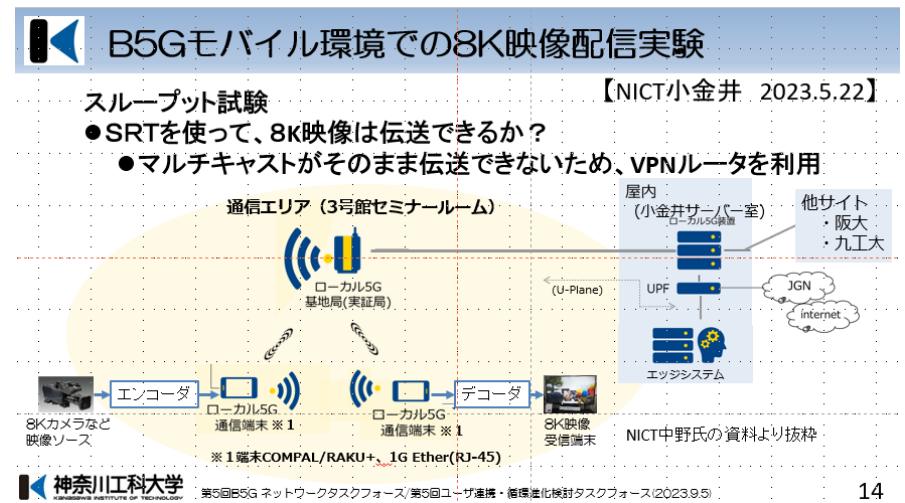 B5Gモバイル環境での8K映像配信実験
【NICT小金井 2023.5.22】
スループット試験
●SRTを使って、8K映像は伝送できるか?
●マルチキャストがそのまま伝送できないため、VPNルータを利用
通信エリア(3号館セミナールーム)
屋内
(小金井サーバー室)
ローカル5G装置
他サイト
・阪大
・九工大
ローカル5G
基地局(実証局)
(U-Plane)
UPF
JGN
internet
エッジシステム
エンコーダ
デコーダ
8Kカメラなど
映像ソース
ローカル5G
通信端末 ※1
ローカル5G
通信端末 ※1
8K映像
受信端末
NICT中野氏の資料より抜粋
※1端末COMPAL/RAKU+、1G Ether(RJ-45)
神奈川工科大学
KANAGAWA INSTITUTE OF TECHNOLOGY
第5回B5G ネットワークタスクフォース/第5回ユーザ連携・循環進化検討タスクフォース(2023.9.5)
14